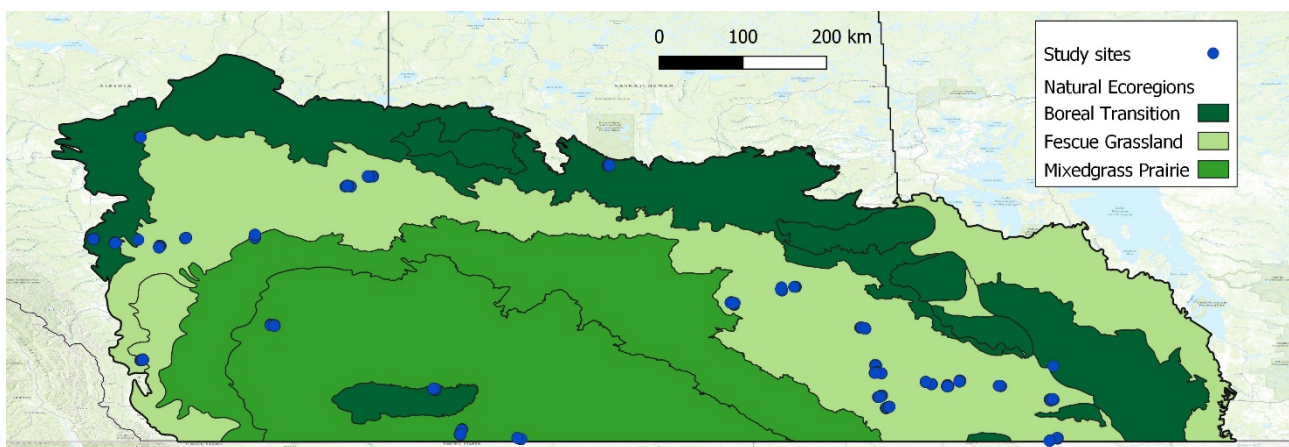 0 100 200 km
Study sites
Natural Ecoregions
Boreal Transition
Fescue Grassland
Mixedgrass Prairie
ALBERTA
SASKATCHEWAN